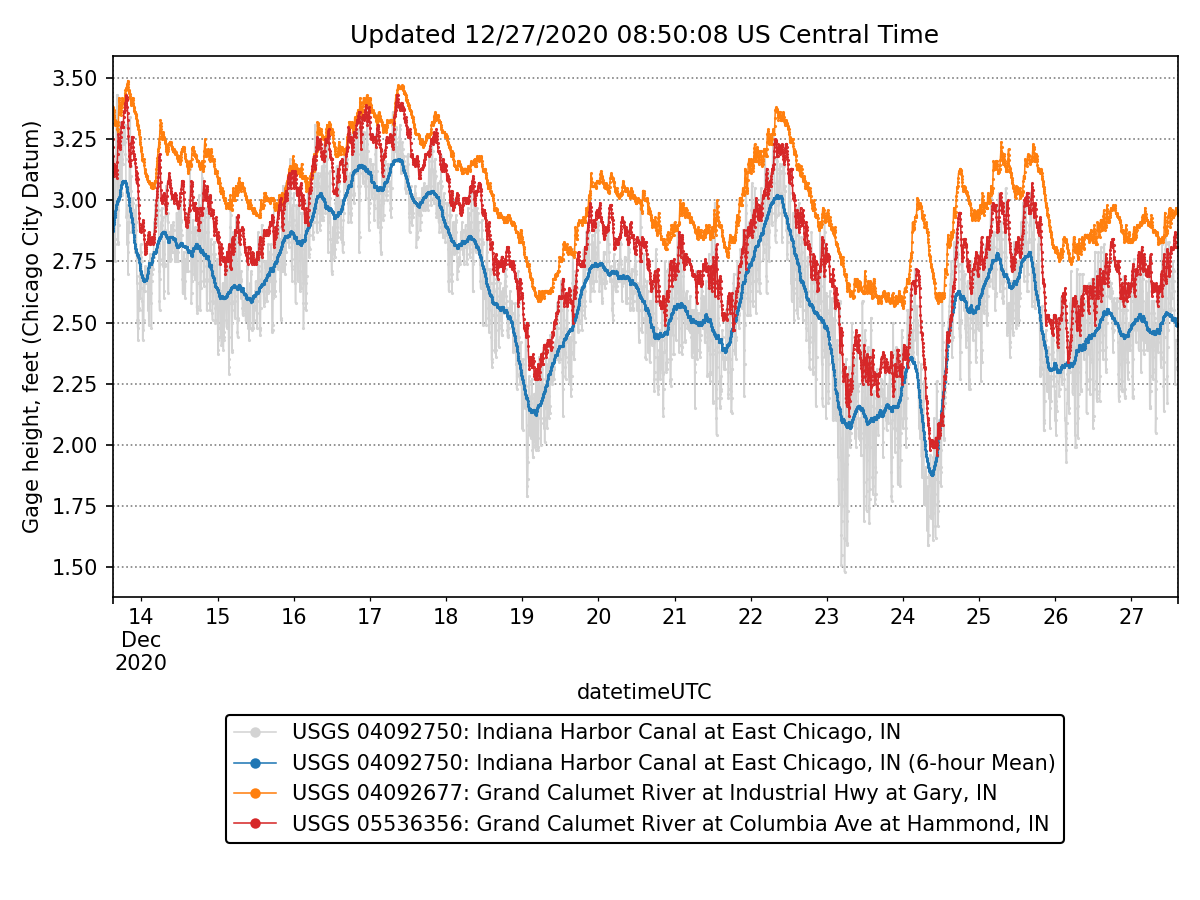 Updated 12/27/2020 08:50:08 US Central Time
Gage height, feet (Chicago City Datum)
3.50
3.25
3.00
2.75
2.50
2.25
2.00
1.75
1.50
14 15 16 17 18 19 20 21 22 23 24 25 26 27
Dec
2020
datetimeUTC
USGS 04092750: Indiana Harbor Canal at East Chicago, IN
USGS 04092750: Indiana Harbor Canal at East Chicago, IN (6-hour Mean)
USGS 04092677: Grand Calumet River at Industrial Hwy at Gary, IN
USGS 05536356: Grand Calumet River at Columbia Ave at Hammond, IN